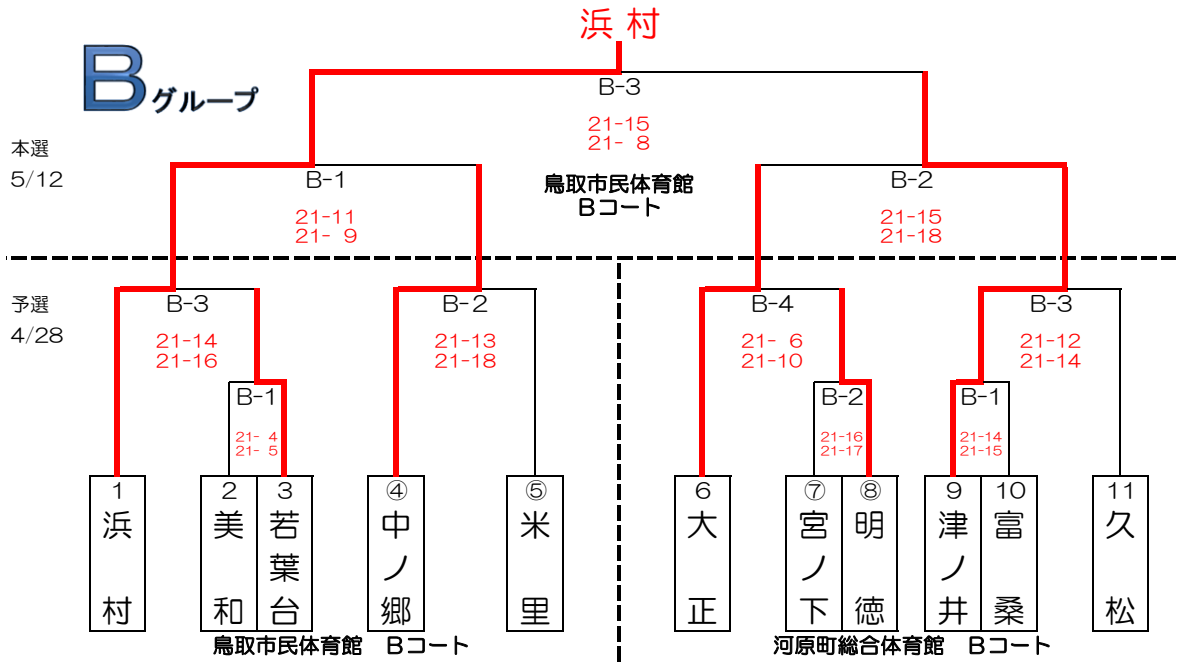 浜村
Bグループ
B-3
21-15
21- 8
本選
5/12
B-1
21-11
21- 9
鳥取市民体育館
Bコート
B-2
21-15
21-18
予選
4/28
B-3
21-14
21-16
B-2
21-13
21-18
B-4
21- 6
21-10
B-3
21-12
21-14
B-1
21- 4
21- 5
B-2
21-16
21-17
B-1
21-14
21-15
1
浜村
2
美和
3
若葉台
④
中ノ郷
⑤
米里
6
大正
⑦
宮ノ下
⑧
明徳
9
津ノ井
10
富桑
11
久松
鳥取市民体育館 Bコート
河原町総合体育館 Bコート